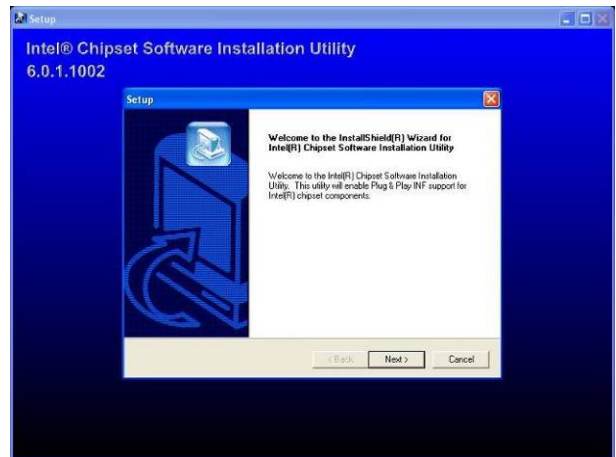 Setup
Intel® Chipset Software Installation Utility
6.0.1.1002
Setup
Welcome to the InstallShield(R) Wizard for
Intel(R) Chipset Software Installation Utility
Welcome to the Intel(R) Chipset Software Installation
Utility. This utility will enable Plug & Play INF support for
Intel(R) chipset components.
< Back Next > Cancel